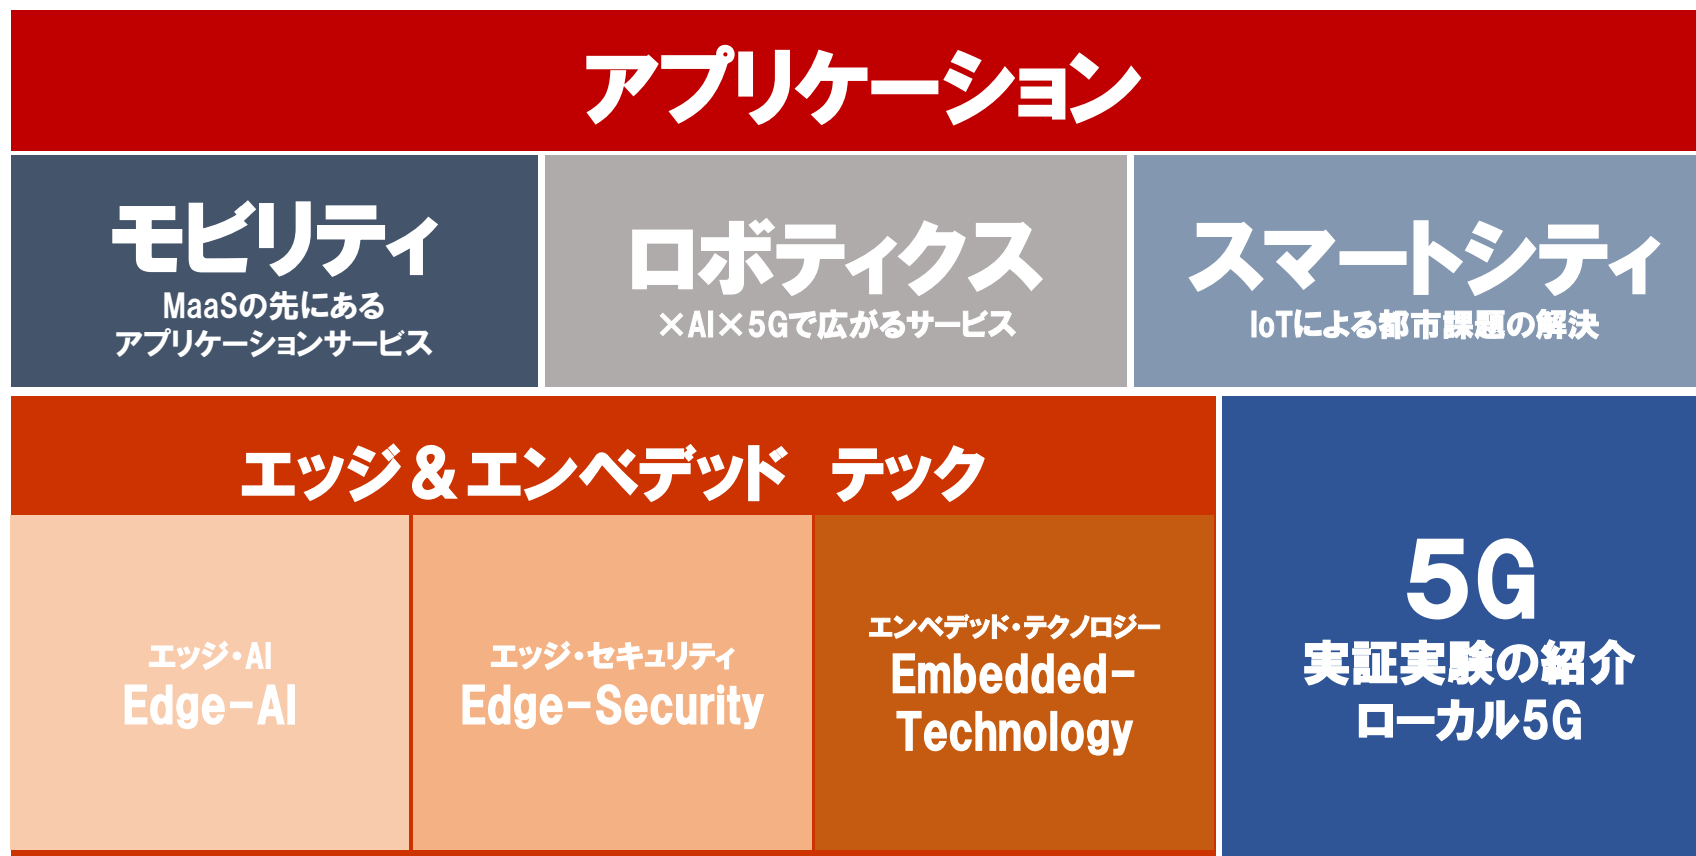 アプリケーション
モビリティ
MaaSの先にある
アプリケーションサービス
ロボティクス
×AI×5Gで広がるサービス
スマートシティ
IoTによる都市課題の解決
エッジ&エンベデッド　テック
エッジ・AI
Edge-AI
エッジ・セキュリティ
Edge-Security
エンベデッド・テクノロジー
Embedded-
Technology
5G
実証実験の紹介
ローカル5G